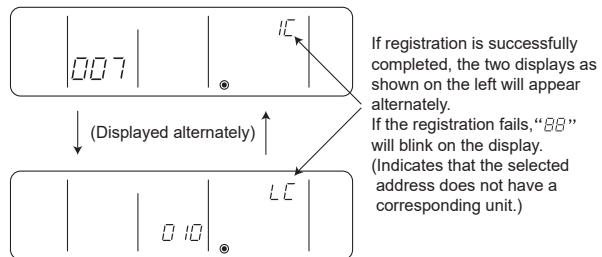 IC
007
(Displayed alternately)
LC
010
If registration is successfully
completed, the two displays as
shown on the left will appear
alternately.
If the registration fails,“88”
will blink on the display.
(Indicates that the selected
address does not have a
corresponding unit.)